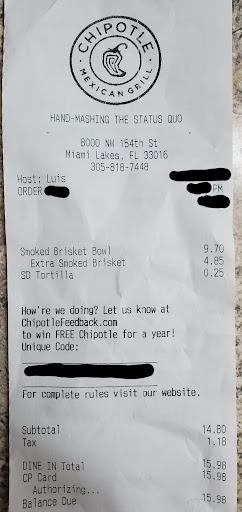 CHIPOTLE
MEXICAN GRILL
HAND-MASHING THE STATUS QUO
8000 NW 154th St
Miami Lakes, FL 33016
305-818-7448
Host: Luis
ORDER PM
Smoked Brisket Bowl 9.70
Extra Smoked Brisket 4.85
SD Tortilla 0.25
How're we doing? Let us know at
ChipotleFeedback.com
to win FREE Chipotle for a year!
Unique Code:
For complete rules visit our website.
Subtotal 14.80
Tax 1.18
DINE IN Total 15.98
CP Card 15.98
Authorizing...
Balance Due 15.98